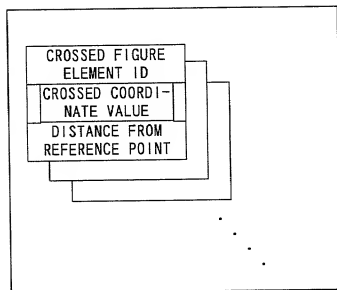 CROSSED FIGURE
ELEMENT ID
CROSSED COORDI-
NATE VALUE
DISTANCE FROM
REFERENCE POINT